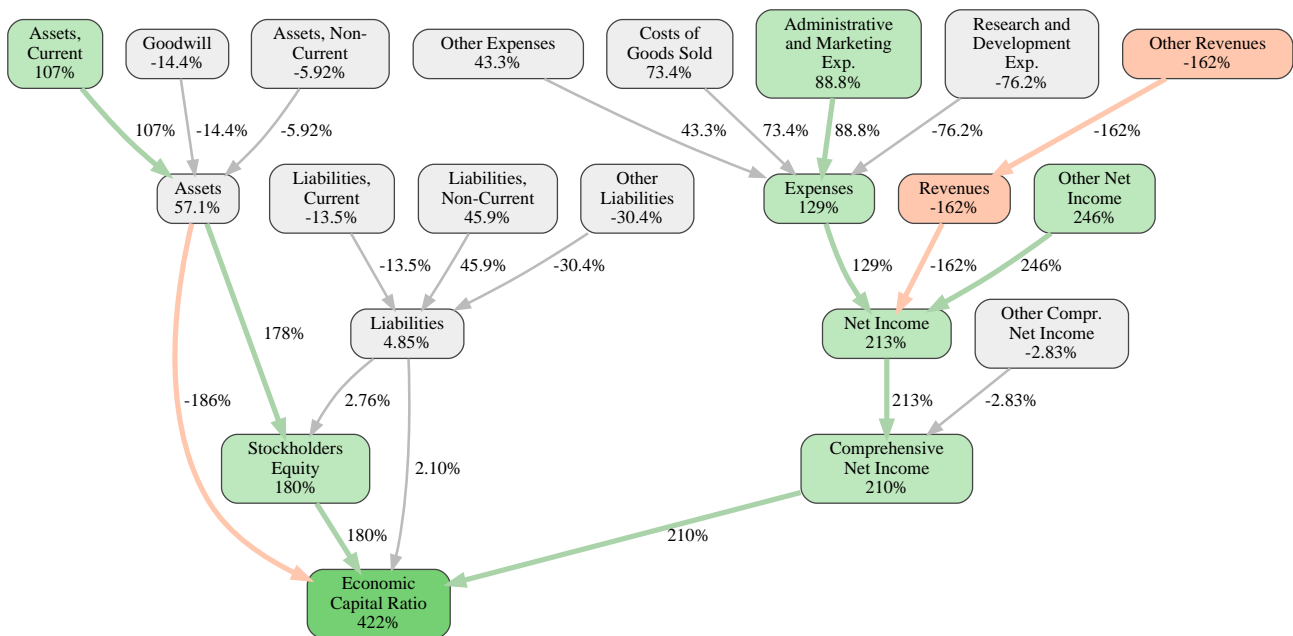 Assets,
Current
107%
Goodwill
-14.4%
Assets, Non-
Current
-5.92%
Other Expenses
43.3%
Costs of
Goods Sold
73.4%
Administrative
and Marketing
Exp.
88.8%
Research and
Development
Exp.
-76.2%
Other Revenues
-162%
107%
-14.4%
-5.92%
43.3%
73.4%
88.8%
-76.2%
-162%
Assets
57.1%
Liabilities,
Current
-13.5%
Liabilities,
Non-Current
45.9%
Other
Liabilities
-30.4%
Expenses
129%
Revenues
-162%
Other Net
Income
246%
-13.5%
45.9%
-30.4%
129%
-162%
246%
178%
Liabilities
4.85%
Net Income
213%
Other Compr.
Net Income
-2.83%
-186%
2.76%
213%
-2.83%
Stockholders
Equity
180%
2.10%
Comprehensive
Net Income
210%
180%
210%
Economic
Capital Ratio
422%